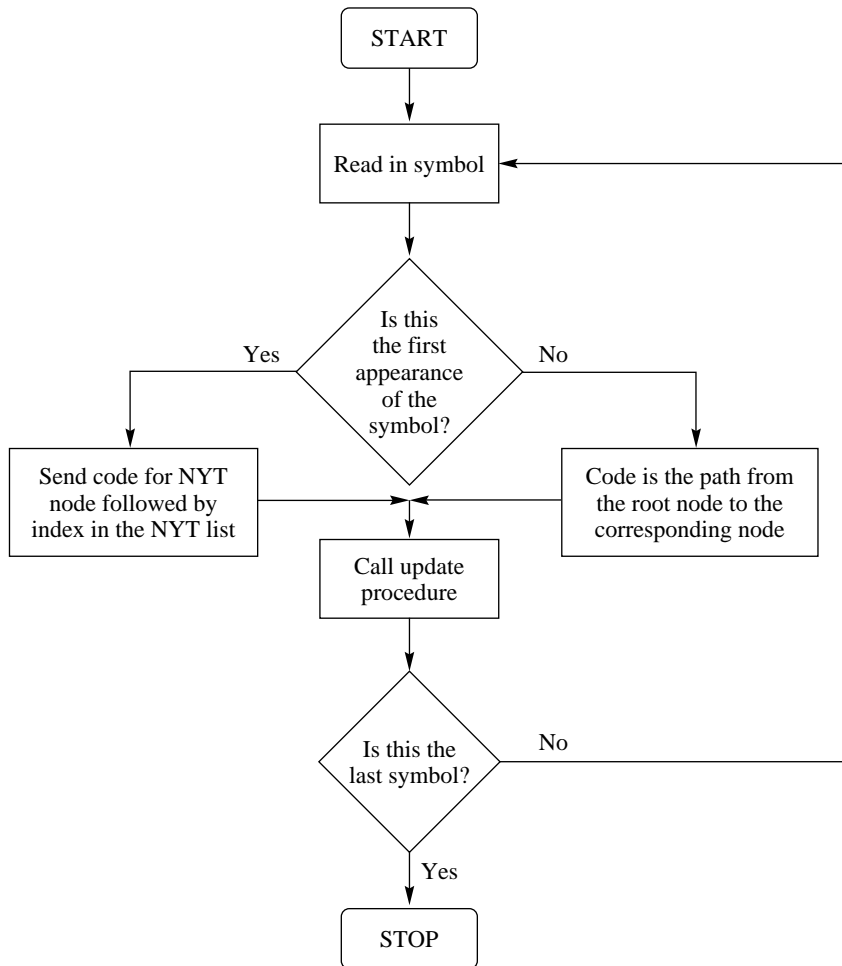 START
Read in symbol
Is this
the first
appearance
of the
symbol?
Yes
No
Send code for NYT
node followed by
index in the NYT list
Code is the path from
the root node to the
corresponding node
Call update
procedure
Is this the
last symbol?
No
Yes
STOP